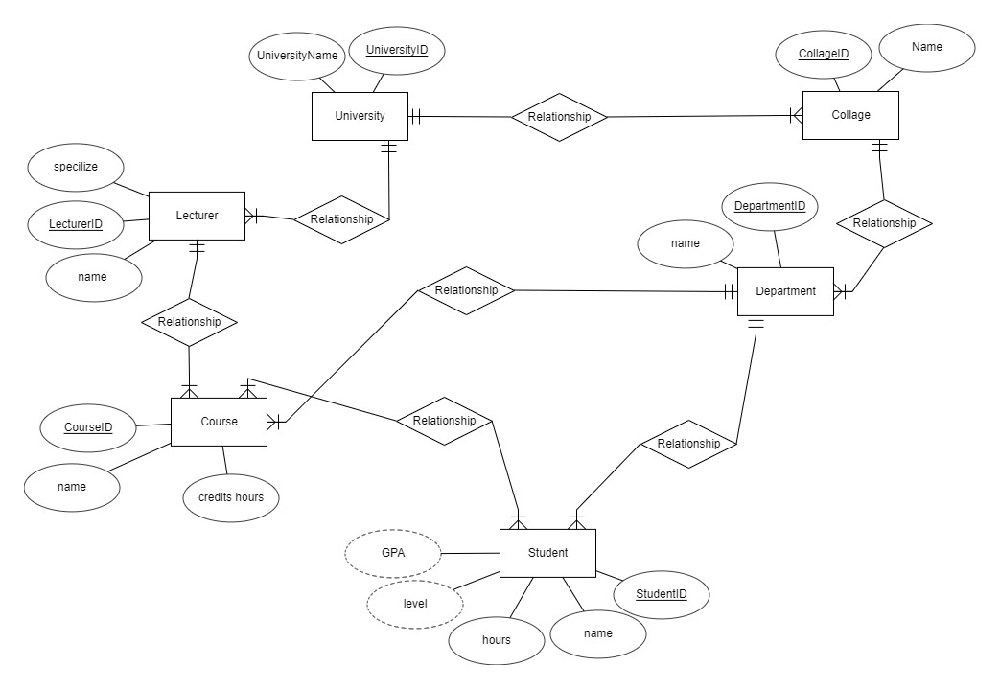 UniversityName
UniversityID
CollageID
Name
University
Relationship
Collage
specilize
LecturerID
name
Lecturer
Relationship
DepartmentID
name
Relationship
Department
Relationship
Relationship
CourseID
name
Course
credits hours
Relationship
Relationship
GPA
level
hours
name
StudentID
Student